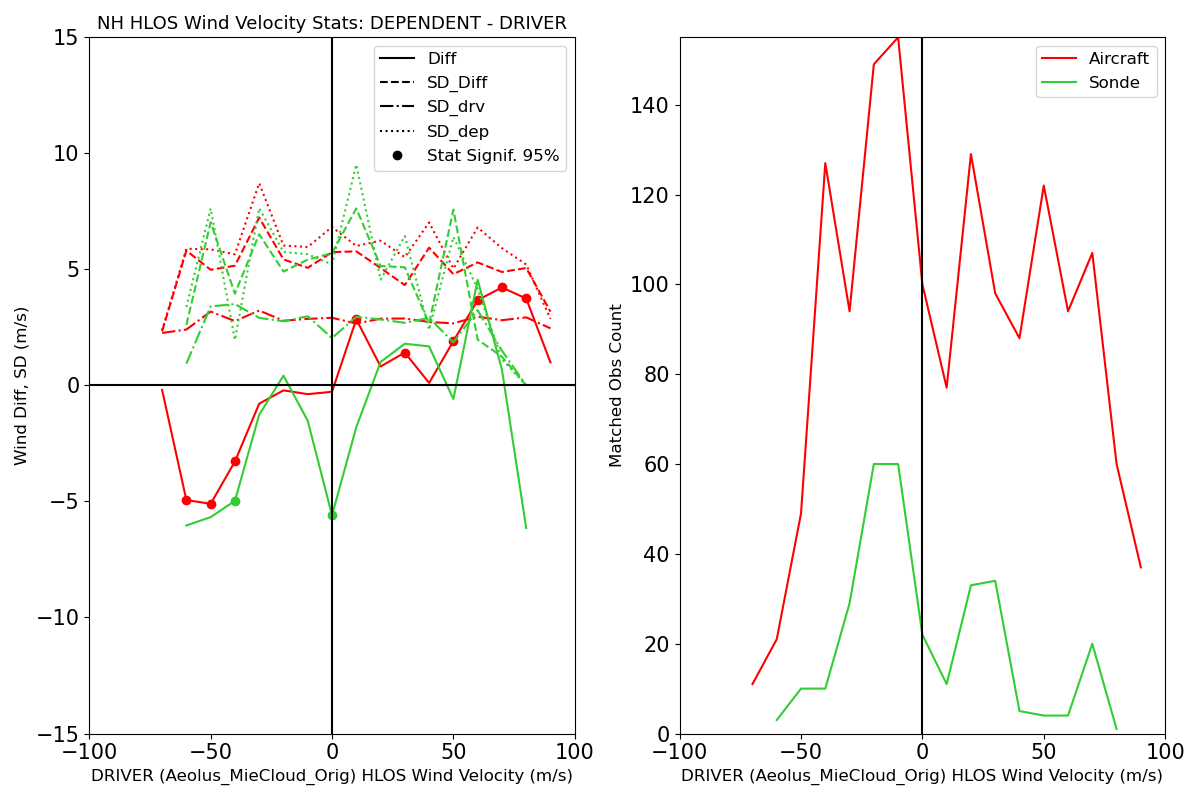 NH HLOS Wind Velocity Stats: DEPENDENT - DRIVER
15
10
5
0
−5
−10
−15
−100
−50
0
50
100
Wind Diff, SD (m/s)
DRIVER (Aeolus_MieCloud_Orig) HLOS Wind Velocity (m/s)
Diff
SD_Diff
SD_drv
SD_dep
Stat Signif. 95%
140
120
100
80
60
40
20
0
−100
−50
0
50
100
Matched Obs Count
DRIVER (Aeolus_MieCloud_Orig) HLOS Wind Velocity (m/s)
Aircraft
Sonde